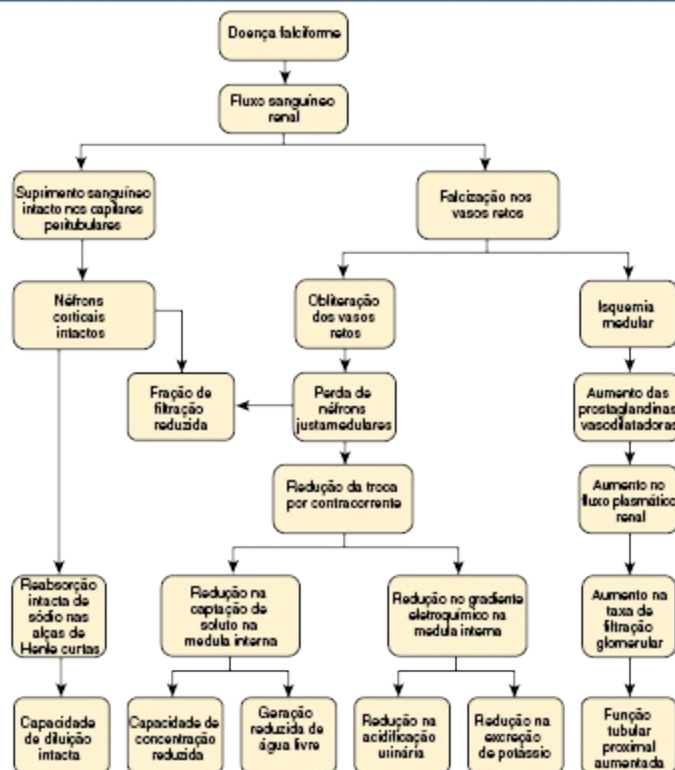 Doença falciforme
Fluxo sanguíneo
renal
Suprimento sanguíneo
intacto nos capilares
peritubulares
Falcização nos
vasos retos
Néfrons
corticais
intactos
Obliteração
dos vasos
retos
Isquemia
medular
Fração de
filtração
reduzida
Perda de
néfrons
justamedulares
Aumento das
prostaglandinas
vasodilatadoras
Redução da troca
por contracorrente
Aumento no
fluxo plasmático
renal
Reabsorção
intacta de
sódio nas
alças de
Henle curtas
Redução na
captação de
soluto na
medula interna
Redução no gradiente
eletroquímico na
medula interna
Aumento na
taxa de
filtração
glomerular
Capacidade
de diluição
intacta
Capacidade de
concentração
reduzida
Geração
reduzida de
água livre
Redução na
acidificação
urinária
Redução na
excreção
de potássio
Função
tubular
proximal
aumentada